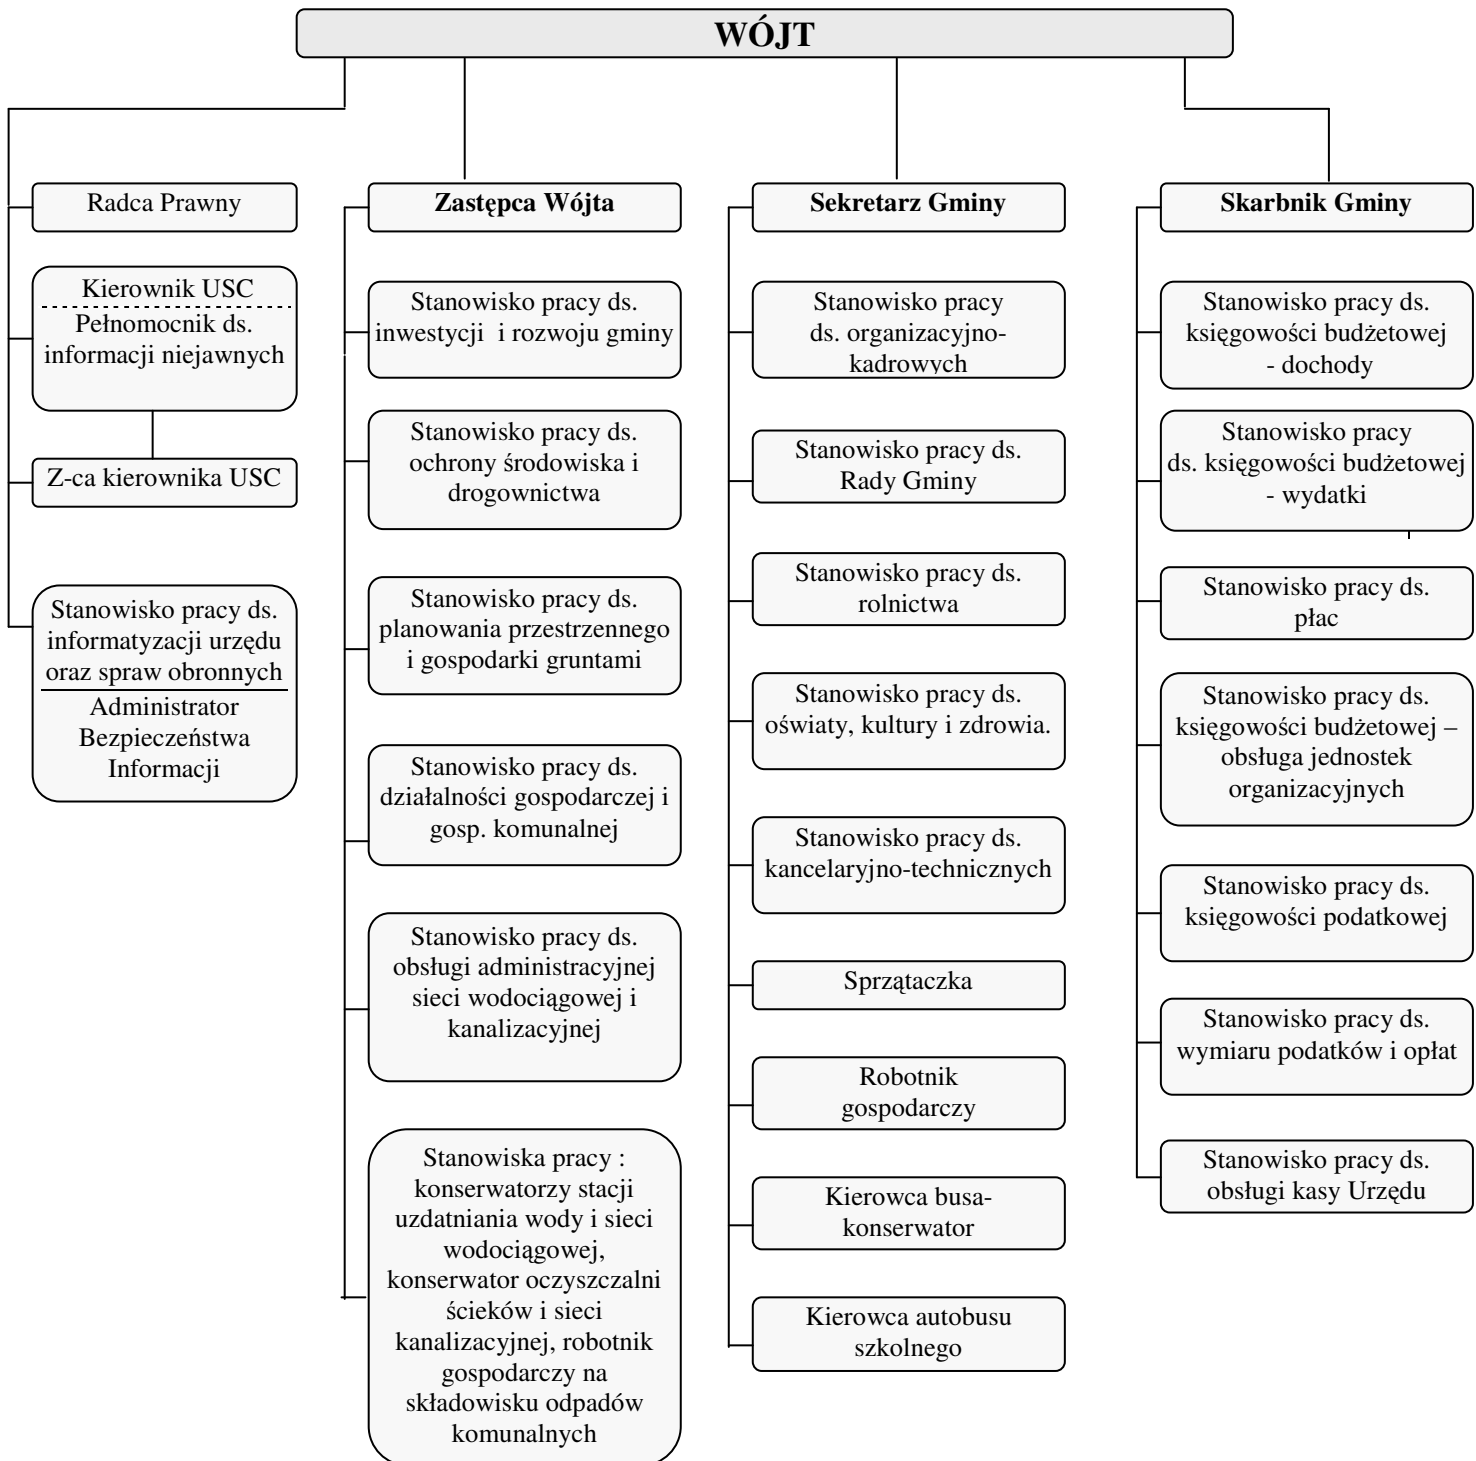 WÓJT
Radca Prawny
Kierownik USC
Pełnomocnik ds.
informacji niejawnych
Z-ca kierownika USC
Stanowisko pracy ds.
informatyzacji urzędu
oraz spraw obronnych
Administrator
Bezpieczeństwa
Informacji
Zastępca Wójta
Stanowisko pracy ds.
inwestycji i rozwoju gminy
Stanowisko pracy ds.
ochrony środowiska i
drogownictwa
Stanowisko pracy ds.
planowania przestrzennego
i gospodarki gruntami
Stanowisko pracy ds.
działalności gospodarczej i
gosp. komunalnej
Stanowisko pracy ds.
obsługi administracyjnej
sieci wodociągowej i
kanalizacyjnej
Stanowiska pracy :
konserwatorzy stacji
uzdatniania wody i sieci
wodociągowej,
konserwator oczyszczalni
ścieków i sieci
kanalizacyjnej, robotnik
gospodarczy na
składowisku odpadów
komunalnych
Sekretarz Gminy
Stanowisko pracy
ds. organizacyjno-
kadrowych
Stanowisko pracy ds.
Rady Gminy
Stanowisko pracy ds.
rolnictwa
Stanowisko pracy ds.
oświaty, kultury i zdrowia.
Stanowisko pracy ds.
kancelaryjno-technicznych
Sprzątaczka
Robotnik
gospodarczy
Kierowca busa-
konserwator
Kierowca autobusu
szkolnego
Skarbnik Gminy
Stanowisko pracy ds.
księgowości budżetowej
- dochody
Stanowisko pracy
ds. księgowości budżetowej
- wydatki
Stanowisko pracy ds.
płac
Stanowisko pracy ds.
księgowości budżetowej –
obsługa jednostek
organizacyjnych
Stanowisko pracy ds.
księgowości podatkowej
Stanowisko pracy ds.
wymiaru podatków i opłat
Stanowisko pracy ds.
obsługi kasy Urzędu